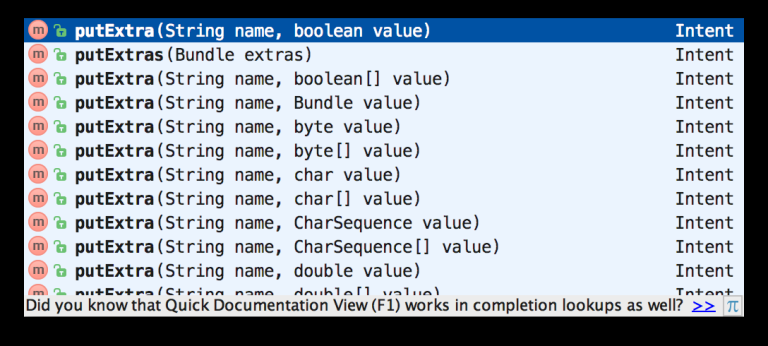 m putExtra(String name, boolean value) Intent
m putExtras(Bundle extras) Intent
m putExtra(String name, boolean[] value) Intent
m putExtra(String name, Bundle value) Intent
m putExtra(String name, byte value) Intent
m putExtra(String name, byte[] value) Intent
m putExtra(String name, char value) Intent
m putExtra(String name, char[] value) Intent
m putExtra(String name, CharSequence value) Intent
m putExtra(String name, CharSequence[] value) Intent
m putExtra(String name, double value) Intent
m putExtra(String name, double[] value) Intent
Did you know that Quick Documentation View (F1) works in completion lookups as well? >> π